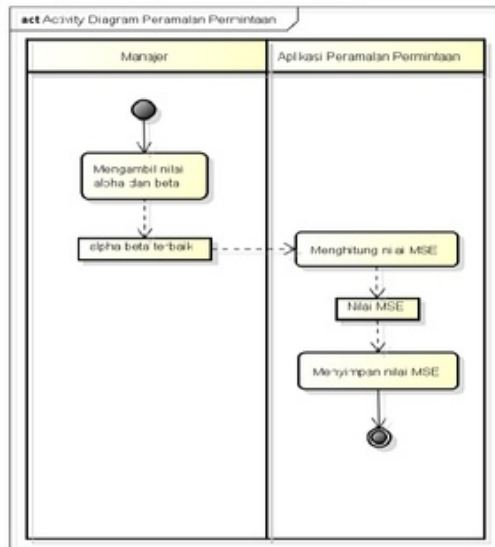 act Activity Diagram Peramalan Permintaan
Manajer
Aplikasi Peramalan Permintaan
Mengambil nilai
alpha dan beta
alpha beta terbaik
Menghitung nilai MSE
Nilai MSE
Menyimpan nilai MSE